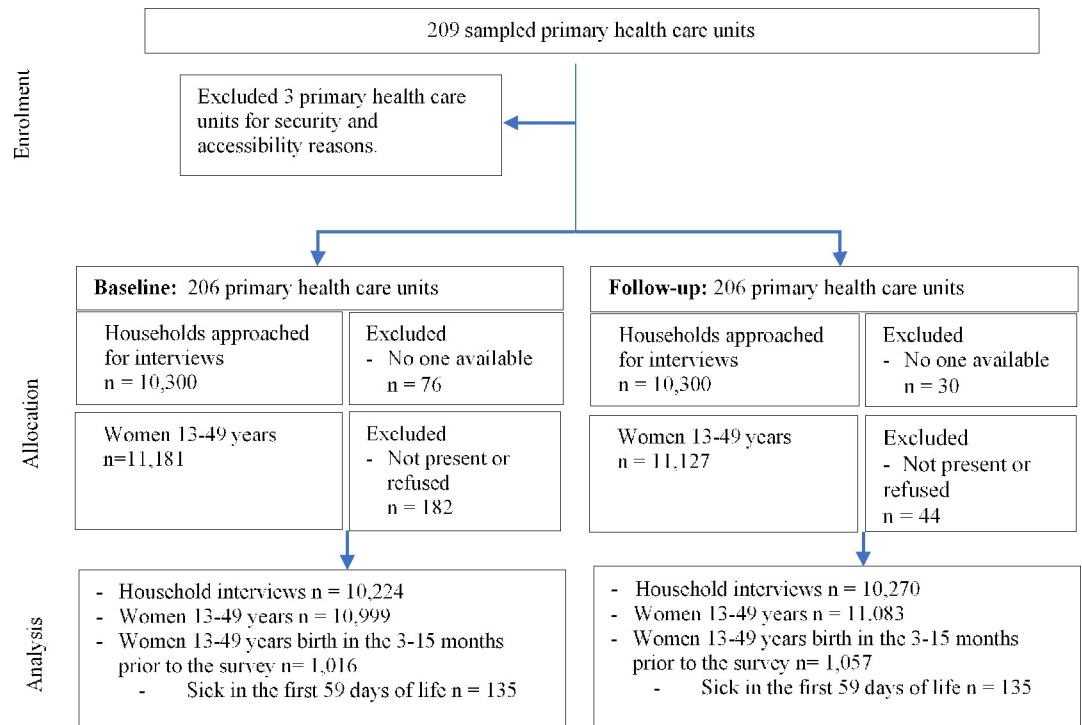 209 sampled primary health care units
Enrolment
Excluded 3 primary health care
units for security and
accessibility reasons.
Allocation
Baseline: 206 primary health care units
Households approached
for interviews
n = 10,300
Excluded
- No one available
n = 76
Women 13-49 years
n=11,181
Excluded
- Not present or
refused
n = 182
Follow-up: 206 primary health care units
Households approached
for interviews
n = 10,300
Excluded
- No one available
n = 30
Women 13-49 years
n = 11,127
Excluded
- Not present or
refused
n = 44
Analysis
- Household interviews n = 10,224
- Women 13-49 years n = 10,999
- Women 13-49 years birth in the 3-15 months
prior to the survey n= 1,016
- Sick in the first 59 days of life n = 135
- Household interviews n = 10,270
- Women 13-49 years n = 11,083
- Women 13-49 years birth in the 3-15 months
prior to the survey n= 1,057
- Sick in the first 59 days of life n = 135